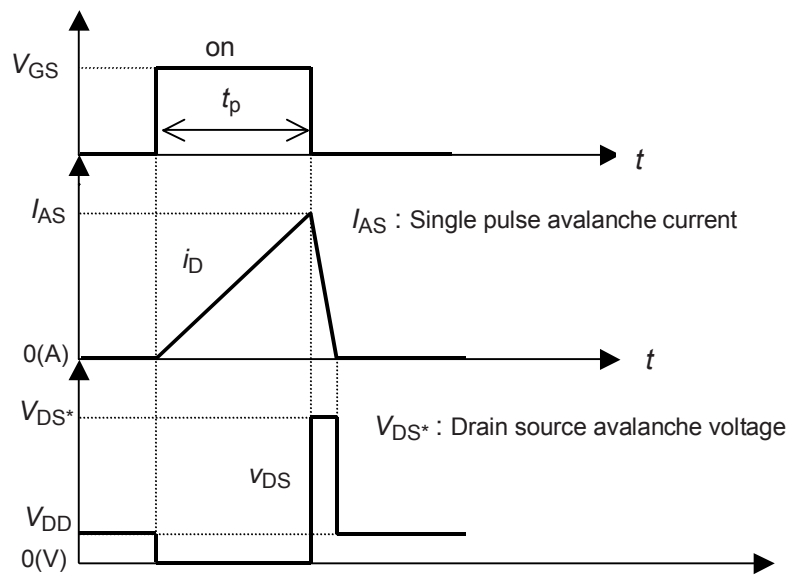 on
VGS
tp
t
IAS
IAS : Single pulse avalanche current
iD
0(A)
t
VDS*
VDS* : Drain source avalanche voltage
vDS
VDD
0(V)